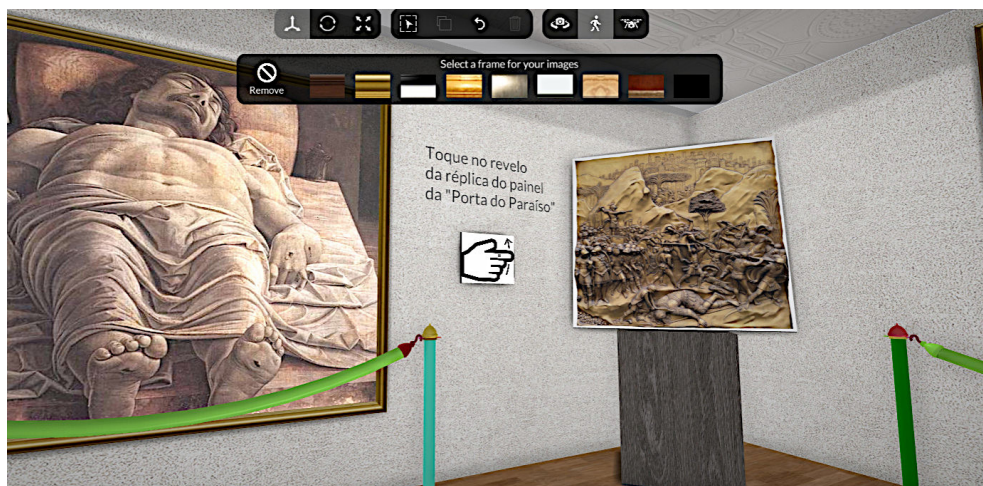 Select a frame for your images
Remove
Toque no revelo
da réplica do painel
da "Porta do Paraíso"